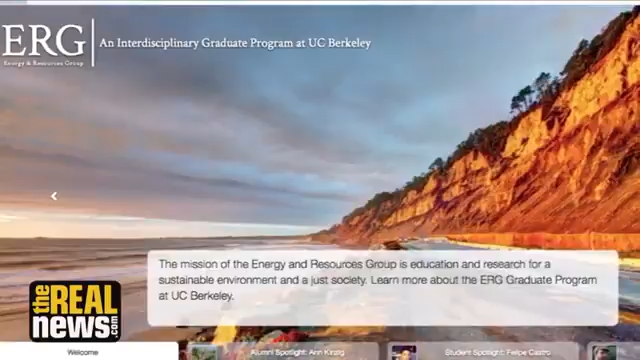 ERG
An Interdisciplinary Graduate Program at UC Berkeley
Energy & Resources Group
The mission of the Energy and Resources Group is education and research for a
sustainable environment and a just society. Learn more about the ERG Graduate Program
at UC Berkeley.
the REAL
news.com
Welcome
Alumni Spotlight: Ann Kinzig
Student Spotlight: Felipe Castro